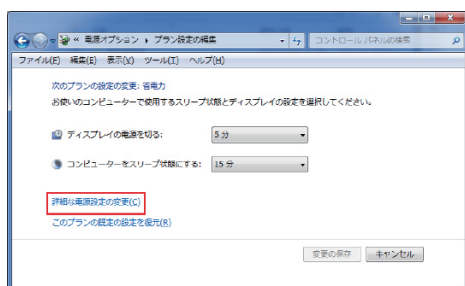 « 電源オプション ▸ プラン設定の編集 コントロール パネルの検索
ファイル(F) 編集(E) 表示(V) ツール(T) ヘルプ(H)
次のプランの設定の変更: 省電力
お使いのコンピューターで使用するスリープ状態とディスプレイの設定を選択してください。
ディスプレイの電源を切る: 5 分
コンピューターをスリープ状態にする: 15 分
詳細な電源設定の変更(C)
このプランの既定の設定を復元(R)
変更の保存 キャンセル